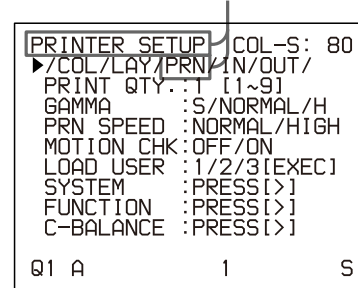 PRINTER SETUP COL-S: 80
▶/COL/LAY/PRN/IN/OUT/
PRINT QTY.:1 [1~9]
GAMMA :S/NORMAL/H
PRN SPEED :NORMAL/HIGH
MOTION CHK:OFF/ON
LOAD USER :1/2/3[EXEC]
SYSTEM :PRESS[>]
FUNCTION :PRESS[>]
C-BALANCE :PRESS[>]
Q1 A 1 S